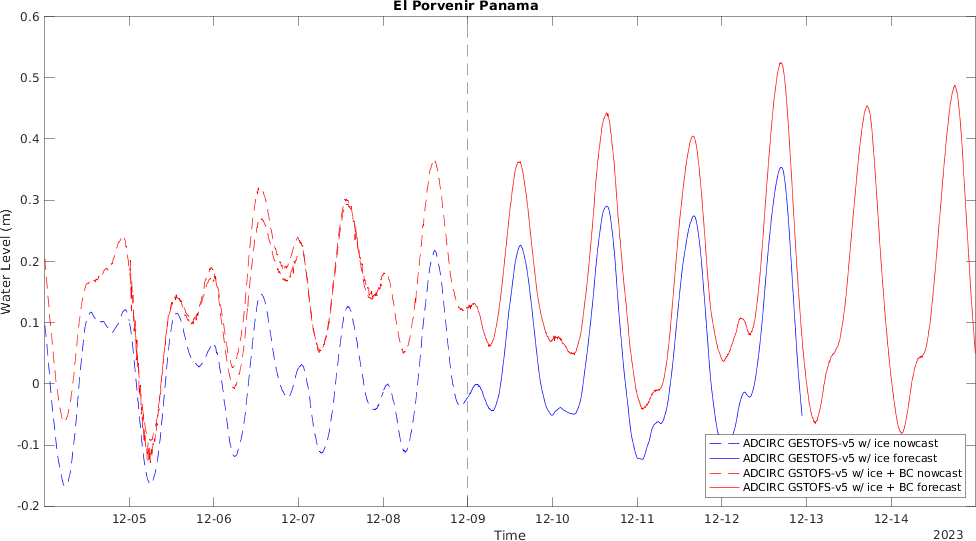 El Porvenir Panama
Water Level (m)
0.6
0.5
0.4
0.3
0.2
0.1
0
-0.1
-0.2
12-05 12-06 12-07 12-08 12-09 12-10 12-11 12-12 12-13 12-14
Time
2023
ADCIRC GESTOFS-v5 w/ ice nowcast
ADCIRC GESTOFS-v5 w/ ice forecast
ADCIRC GSTOFS-v5 w/ ice + BC nowcast
ADCIRC GSTOFS-v5 w/ ice + BC forecast